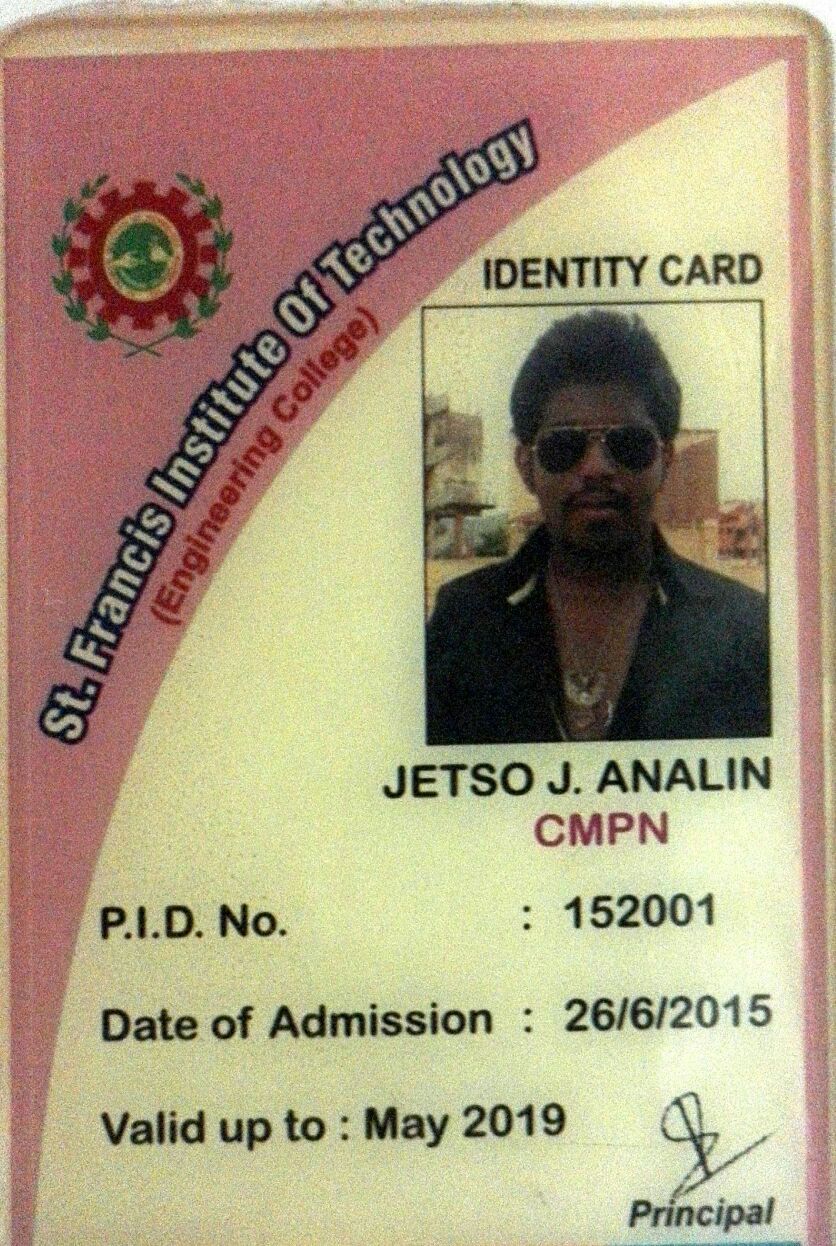 St. Francis Institute Of Technology
(Engineering College)
IDENTITY CARD
JETSO J. ANALIN
CMPN
P.I.D. No. : 152001
Date of Admission : 26/6/2015
Valid up to : May 2019
Principal